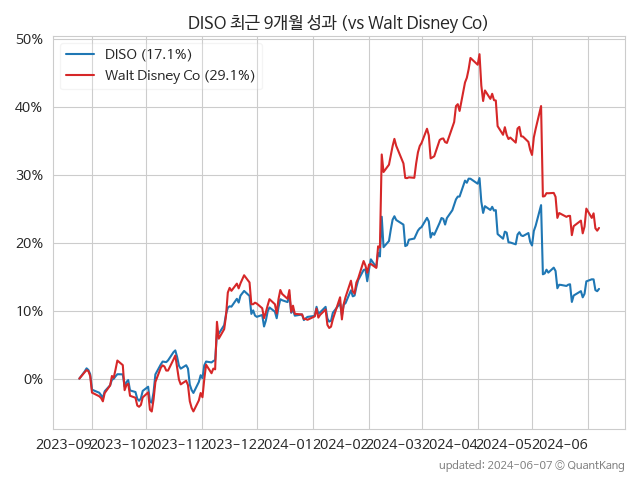 DISO 최근 9개월 성과 (vs Walt Disney Co)
DISO (17.1%)
Walt Disney Co (29.1%)
50%
40%
30%
20%
10%
0%
2023-09 2023-10 2023-11 2023-12 2024-01 2024-02 2024-03 2024-04 2024-05 2024-06
updated: 2024-06-07 © QuantKang